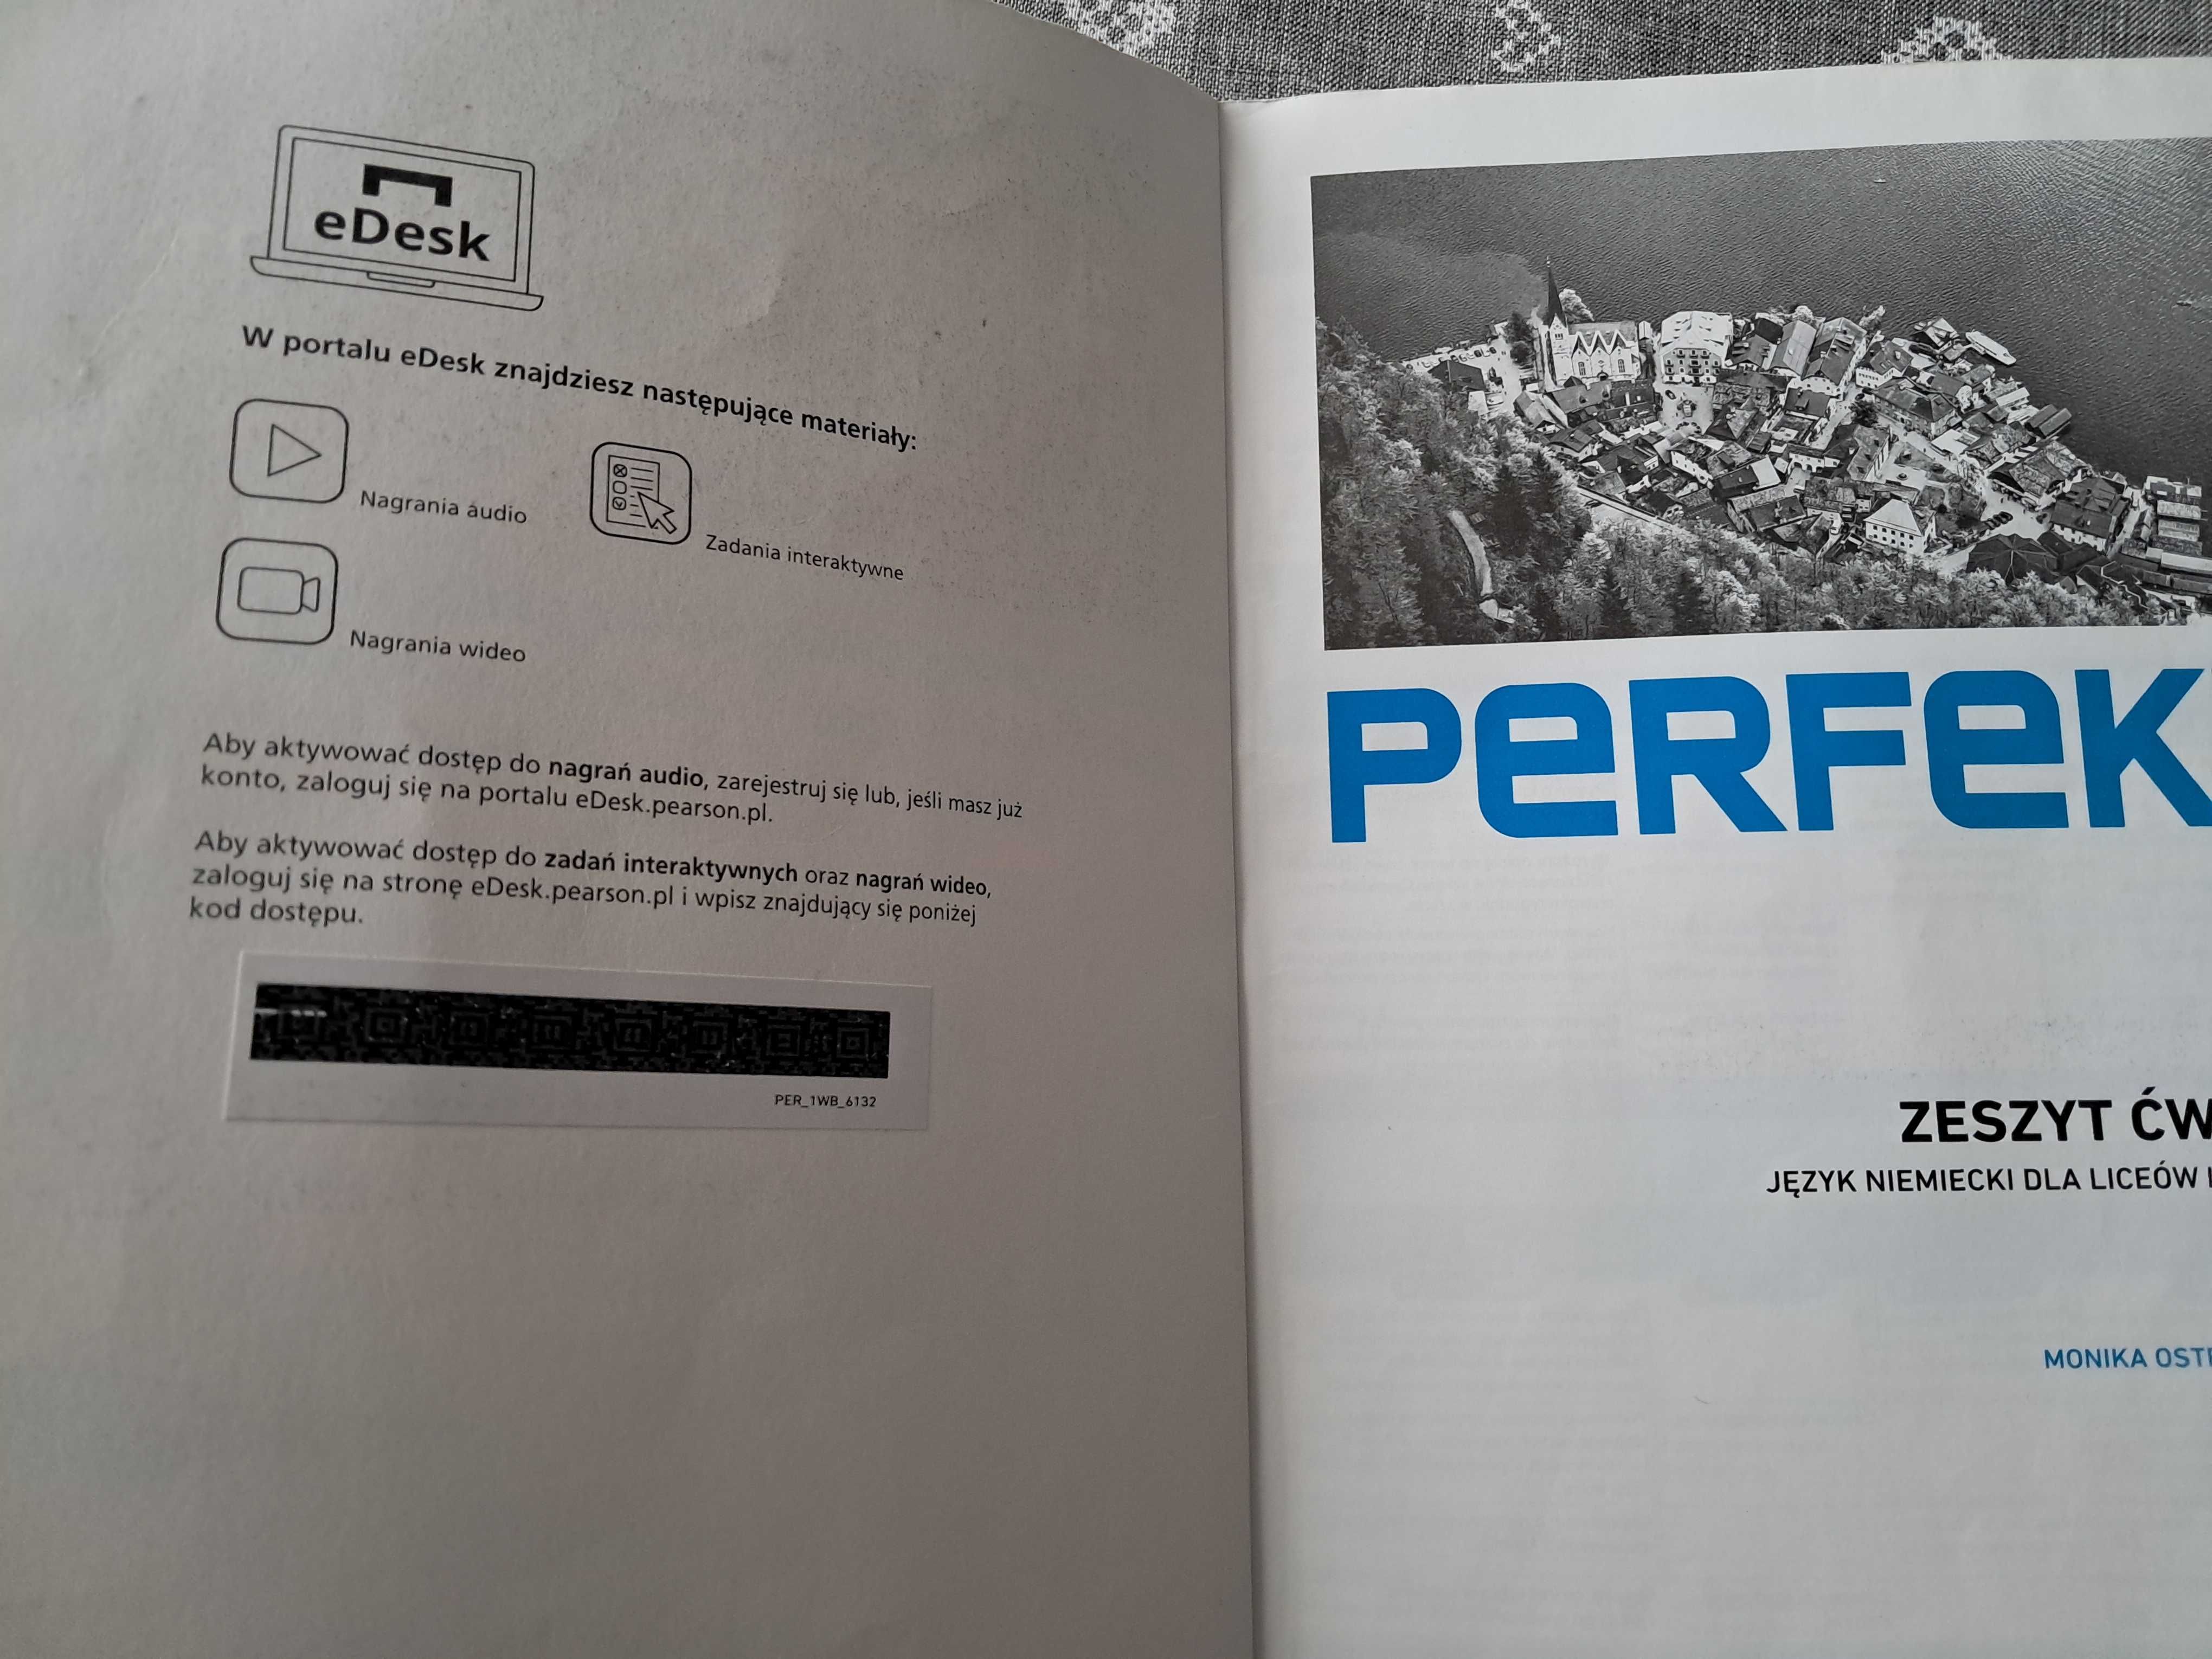 eDesk
W portalu eDesk znajdziesz następujące materiały:
Nagrania audio
Zadania interaktywne
Nagrania wideo
Aby aktywować dostęp do nagrań audio, zarejestruj się lub, jeśli masz już
konto, zaloguj się na portalu eDesk.pearson.pl.
Aby aktywować dostęp do zadań interaktywnych oraz nagrań wideo,
zaloguj się na stronę eDesk.pearson.pl i wpisz znajdujący się poniżej
kod dostępu.
PER_1WB_6132
PERFEK
ZESZYT ĆW
JĘZYK NIEMIECKI DLA LICEÓW
MONIKA OST